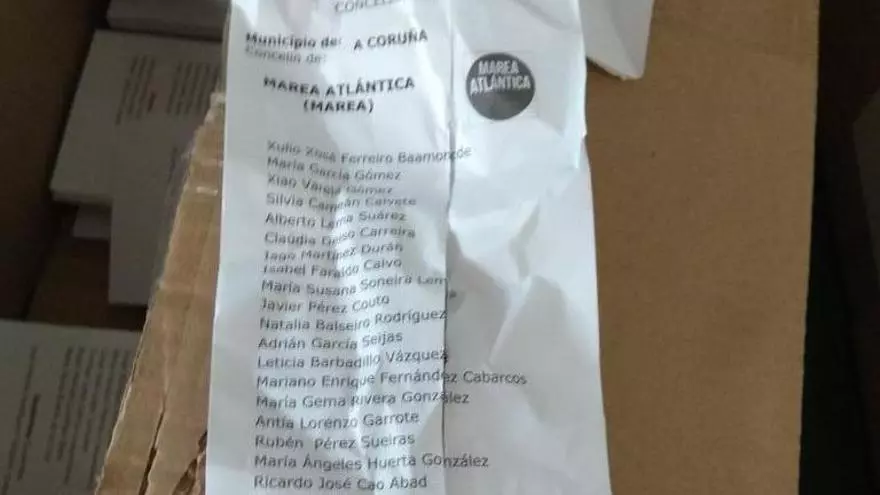 Municipio de: A CORUÑA
Concello de:
MAREA ATLÁNTICA
(MAREA)
MAREA
ATLÁNTICA
Xulio Xosé Ferreiro Baamonde
María García Gómez
Xiao Varela Gómez
Silvia Cameán Calvete
Alberto Lema Suárez
Claudia Delso Carreira
Iago Martínez Durán
Isabel Faraldo Calvo
María Susana Soneira
Javier Pérez Couto
Natalia Balseiro Rodríguez
Adrián García Seijas
Leticia Barbadillo Vázquez
Mariano Enrique Fernández Cabarcos
María Gema Rivera González
Antía Lorenzo Garrote
Rubén Pérez Sueiras
María Ángeles Huerta González
Ricardo José Cao Abad